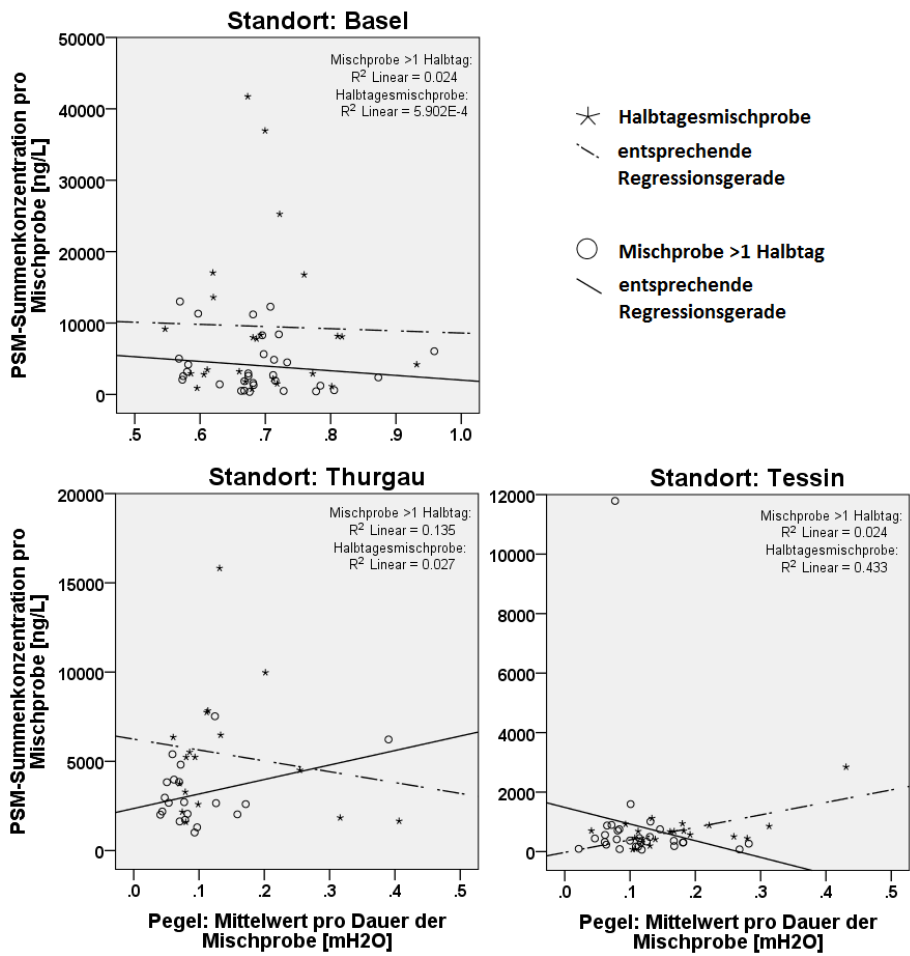 Standort: Basel
PSM-Summenkonzentration pro
Mischprobe [ng/L]
50000
40000
30000
20000
10000
0
Mischprobe >1 Halbtag:
R² Linear = 0.024
Halbtagesmischprobe:
R² Linear = 5.902E-4
.5 .6 .7 .8 .9 1.0
Halbtagesmischprobe
entsprechende
Regressionsgerade
Mischprobe >1 Halbtag
entsprechende
Regressionsgerade
Standort: Thurgau
PSM-Summenkonzentration pro
Mischprobe [ng/L]
20000
15000
10000
5000
0
Mischprobe >1 Halbtag:
R² Linear = 0.135
Halbtagesmischprobe:
R² Linear = 0.027
.0 .1 .2 .3 .4 .5
Pegel: Mittelwert pro Dauer der
Mischprobe [mH2O]
Standort: Tessin
12000
10000
8000
6000
4000
2000
0
Mischprobe >1 Halbtag:
R² Linear = 0.024
Halbtagesmischprobe:
R² Linear = 0.433
.0 .1 .2 .3 .4 .5
Pegel: Mittelwert pro Dauer der
Mischprobe [mH2O]